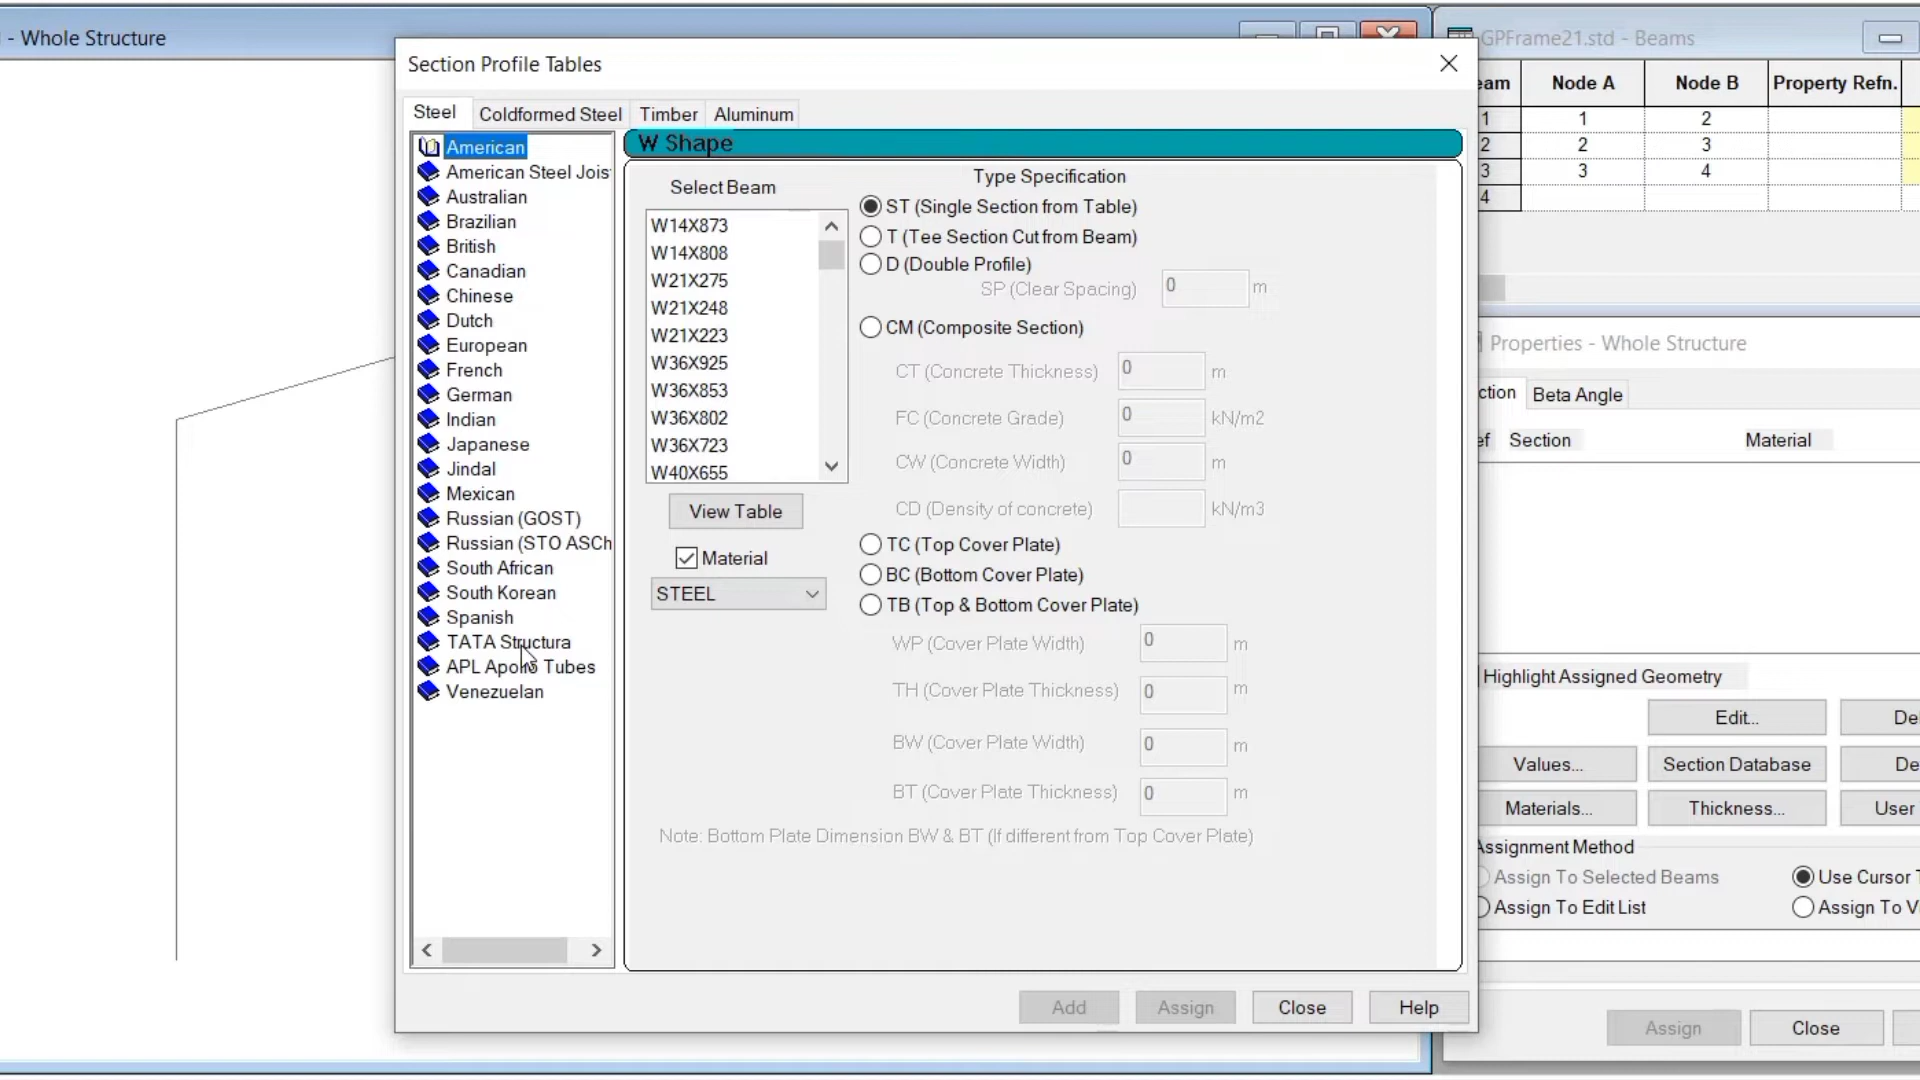 - Whole Structure
GPFrame21.std - Beams
Section Profile Tables
Steel
Coldformed Steel
Timber
Aluminum
American
American Steel Jois
Australian
Brazilian
British
Canadian
Chinese
Dutch
European
French
German
Indian
Japanese
Jindal
Mexican
Russian (GOST)
Russian (STO ASCh
South African
South Korean
Spanish
TATA Structura
APL Apollo Tubes
Venezuelan
W Shape
Select Beam
W14X873
W14X808
W21X275
W21X248
W21X223
W36X925
W36X853
W36X802
W36X723
W40X655
View Table
Material
STEEL
Type Specification
ST (Single Section from Table)
T (Tee Section Cut from Beam)
D (Double Profile)
SP (Clear Spacing) 0 m
CM (Composite Section)
CT (Concrete Thickness) 0 m
FC (Concrete Grade) 0 kN/m2
CW (Concrete Width) 0 m
CD (Density of concrete) kN/m3
TC (Top Cover Plate)
BC (Bottom Cover Plate)
TB (Top & Bottom Cover Plate)
WP (Cover Plate Width) 0 m
TH (Cover Plate Thickness) 0 m
BW (Cover Plate Width) 0 m
BT (Cover Plate Thickness) 0 m
Note: Bottom Plate Dimension BW & BT (If different from Top Cover Plate)
Add
Assign
Close
Help
eam Node A Node B Property Refn.
1 1 2
2 2 3
3 3 4
4
Properties - Whole Structure
ction
Beta Angle
ef Section Material
Highlight Assigned Geometry
Edit... Del
Values... Section Database De
Materials... Thickness... User
Assignment Method
Assign To Selected Beams
Use Cursor T
Assign To Edit List
Assign To V
Assign
Close